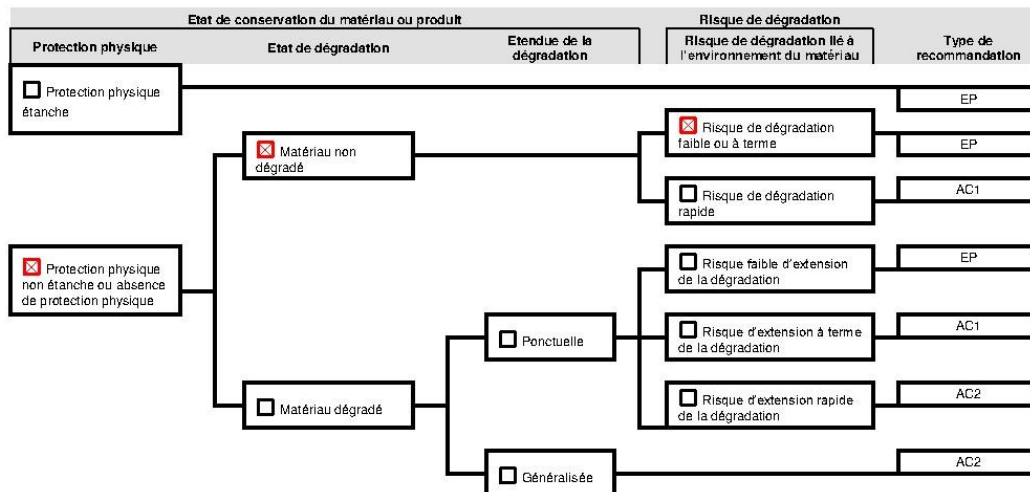 Etat de conservation du matériau ou produit
Risque de dégradation
Protection physique
Etat de dégradation
Etendue de la
dégradation
Risque de dégradation lié à
l'environnement du matériau
Type de
recommandation
Protection physique
étanche
EP
Matériau non
dégradé
Risque de dégradation
faible ou à terme
EP
Risque de dégradation
rapide
AC1
Protection physique
non étanche ou absence
de protection physique
Risque faible d'extension
de la dégradation
EP
Ponctuelle
Risque d'extension à terme
de la dégradation
AC1
Matériau dégradé
Risque d'extension rapide
de la dégradation
AC2
Généralisée
AC2